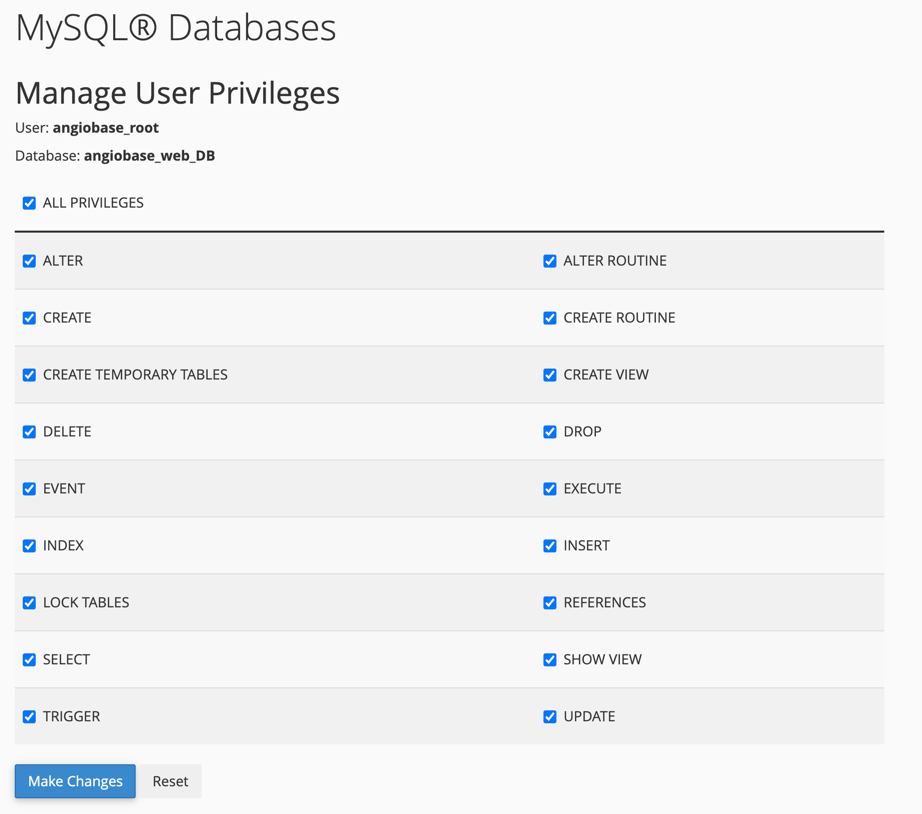 MySQL® Databases
Manage User Privileges
User: angiobase_root
Database: angiobase_web_DB
ALL PRIVILEGES
ALTER ALTER ROUTINE
CREATE CREATE ROUTINE
CREATE TEMPORARY TABLES CREATE VIEW
DELETE DROP
EVENT EXECUTE
INDEX INSERT
LOCK TABLES REFERENCES
SELECT SHOW VIEW
TRIGGER UPDATE
Make Changes Reset